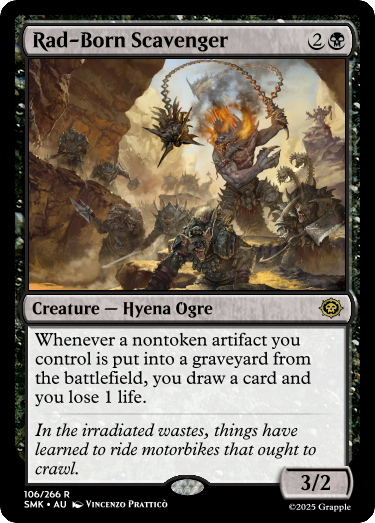 Rad-Born Scavenger 2
Creature — Hyena Ogre
Whenever a nontoken artifact you
control is put into a graveyard from
the battlefield, you draw a card and
you lose 1 life.
In the irradiated wastes, things have
learned to ride motorbikes that ought to
crawl.
3/2
106/266 R
SMK • AU Vincenzo Pratticò
©2025 Grapple